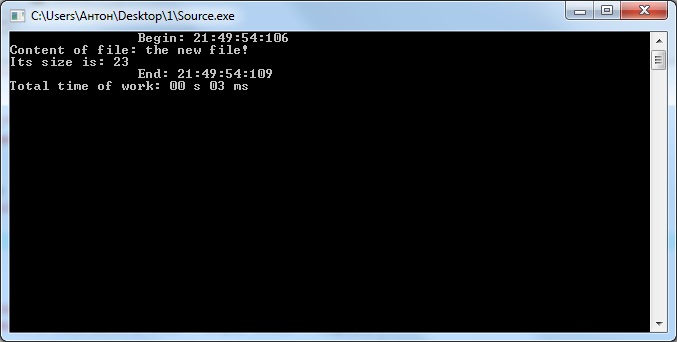 C:\Users\Антон\Desktop\1\Source.exe
Begin: 21:49:54:106
Content of file: the new file!
Its size is: 23
End: 21:49:54:109
Total time of work: 00 s 03 ms